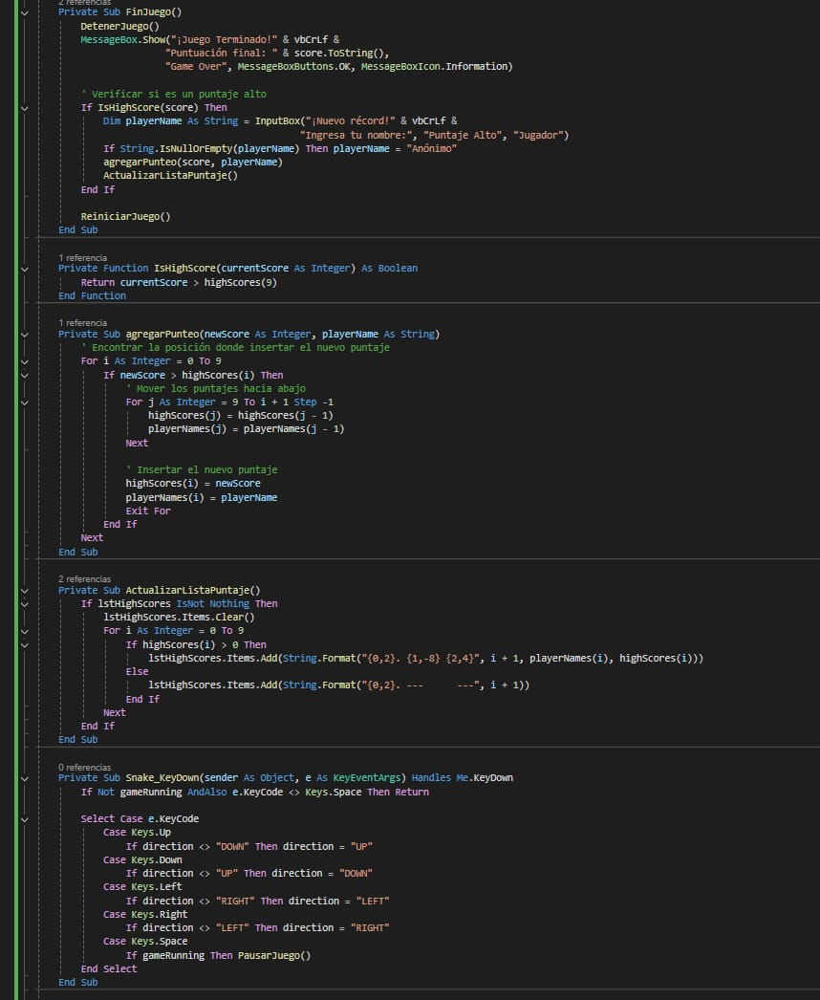 2 referencias
Private Sub FinJuego()
DetenerJuego()
MessageBox.Show("¡Juego Terminado!" & vbCrLf &
"Puntuación final: " & score.ToString(),
"Game Over", MessageBoxButtons.OK, MessageBoxIcon.Information)
' Verificar si es un puntaje alto
If IsHighScore(score) Then
Dim playerName As String = InputBox("¡Nuevo récord!" & vbCrLf &
"Ingresa tu nombre:", "Puntaje Alto", "Jugador")
If String.IsNullOrEmpty(playerName) Then playerName = "Anónimo"
agregarPunteo(score, playerName)
ActualizarListaPuntaje()
End If
ReiniciarJuego()
End Sub
1 referencia
Private Function IsHighScore(currentScore As Integer) As Boolean
Return currentScore > highScores(9)
End Function
1 referencia
Private Sub agregarPunteo(newScore As Integer, playerName As String)
' Encontrar la posición donde insertar el nuevo puntaje
For i As Integer = 0 To 9
If newScore > highScores(i) Then
' Mover los puntajes hacia abajo
For j As Integer = 9 To i + 1 Step -1
highScores(j) = highScores(j - 1)
playerNames(j) = playerNames(j - 1)
Next
' Insertar el nuevo puntaje
highScores(i) = newScore
playerNames(i) = playerName
Exit For
End If
Next
End Sub
2 referencias
Private Sub ActualizarListaPuntaje()
If lstHighScores IsNot Nothing Then
lstHighScores.Items.Clear()
For i As Integer = 0 To 9
If highScores(i) > 0 Then
lstHighScores.Items.Add(String.Format("{0,2}. {1,-8} {2,4}", i + 1, playerNames(i), highScores(i)))
Else
lstHighScores.Items.Add(String.Format("{0,2}. ---      ---", i + 1))
End If
Next
End If
End Sub
0 referencias
Private Sub Snake_KeyDown(sender As Object, e As KeyEventArgs) Handles Me.KeyDown
If Not gameRunning AndAlso e.KeyCode <> Keys.Space Then Return
Select Case e.KeyCode
Case Keys.Up
If direction <> "DOWN" Then direction = "UP"
Case Keys.Down
If direction <> "UP" Then direction = "DOWN"
Case Keys.Left
If direction <> "RIGHT" Then direction = "LEFT"
Case Keys.Right
If direction <> "LEFT" Then direction = "RIGHT"
Case Keys.Space
If gameRunning Then PausarJuego()
End Select
End Sub